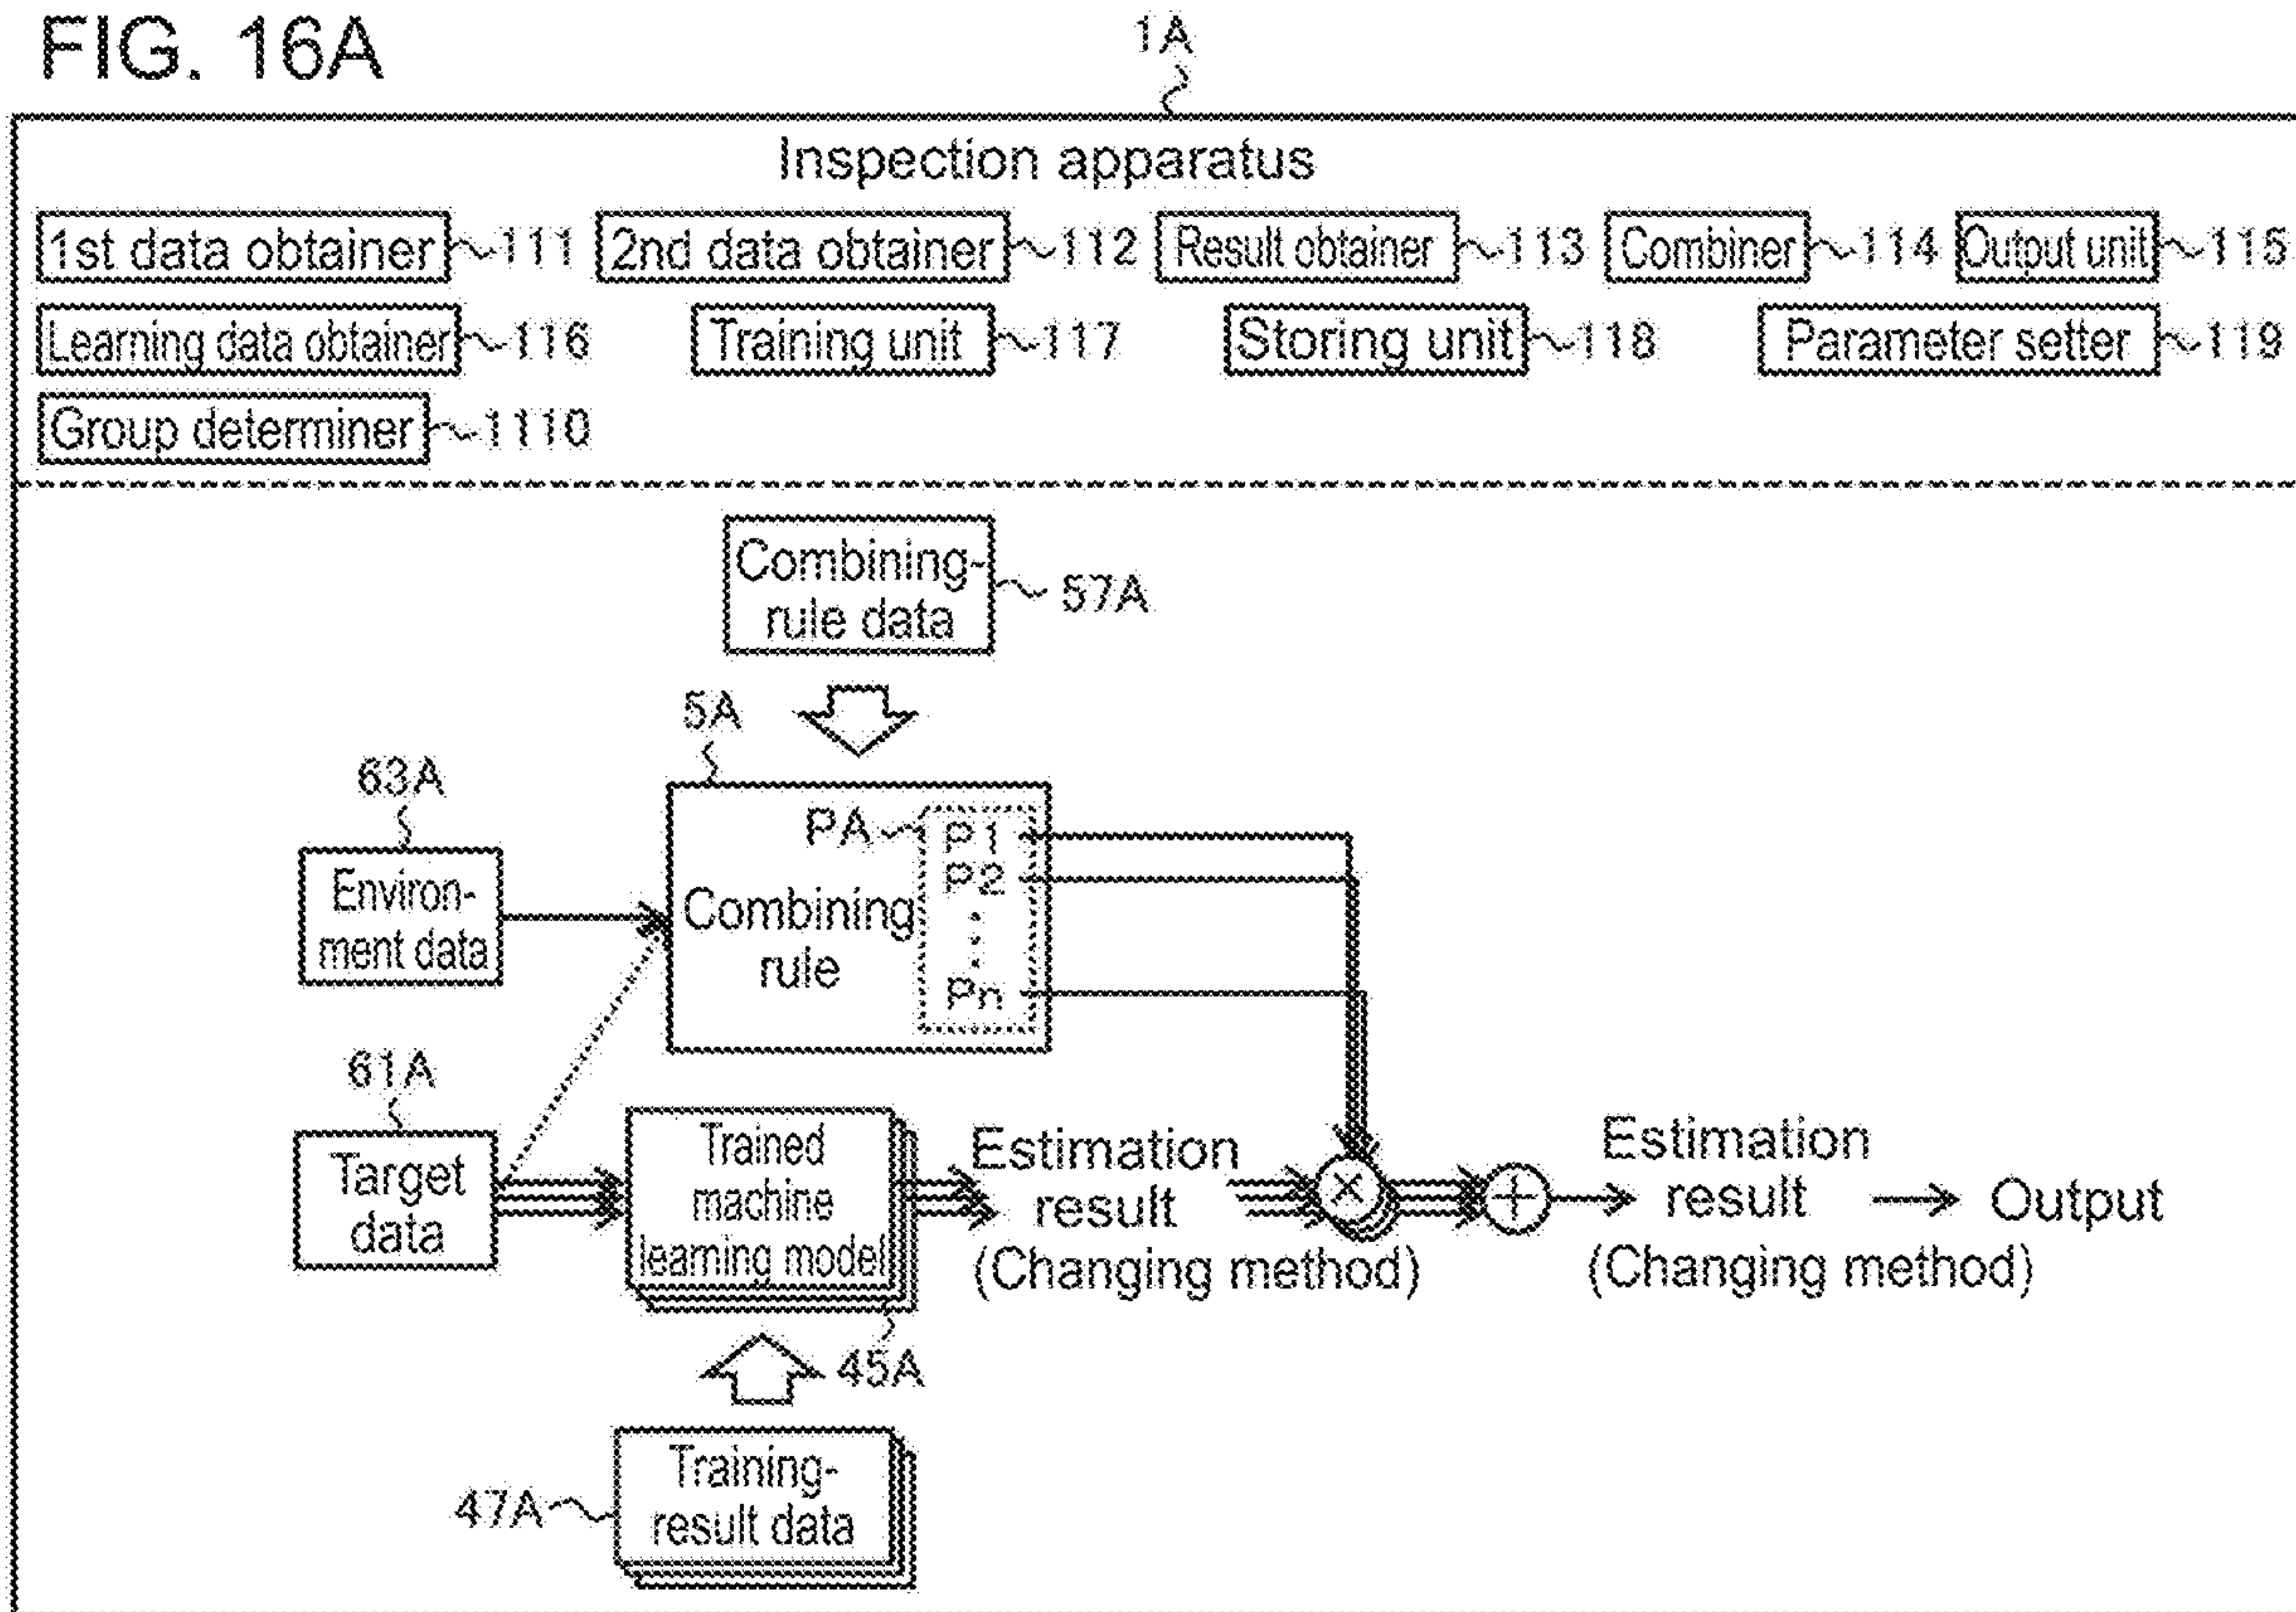 FIG. 16A
1A
Inspection apparatus
1st data obtainer 111 2nd data obtainer 112 Result obtainer 113 Combiner 114 Output unit 115
Learning data obtainer 116 Training unit 117 Storing unit 118 Parameter setter 119
Group determiner 1110
Combining-
rule data
57A
5A
63A
Environ-
ment data
PA
P1
P2
Pn
Combining
rule
61A
Target
data
Trained
machine
learning model
45A
Estimation
result
(Changing method)
×
+
Estimation
result
(Changing method)
Output
47A
Training-
result data